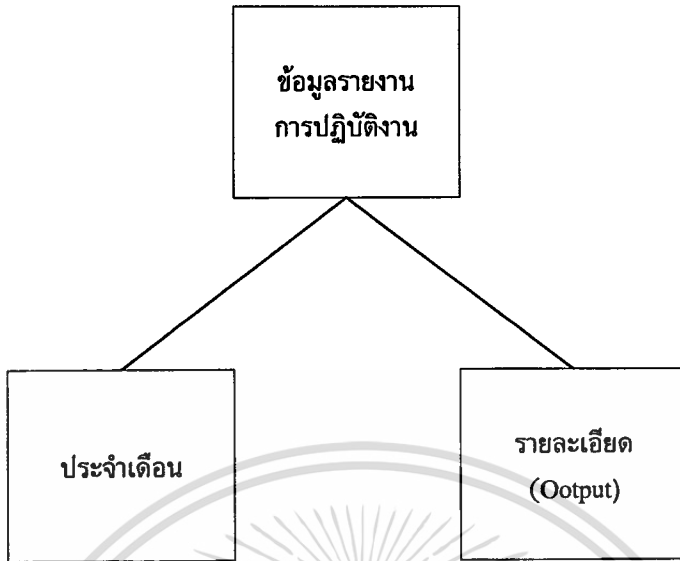 ข้อมูลรายงาน
การปฏิบัติงาน
ประจำเดือน
รายละเอียด
(Ootput)